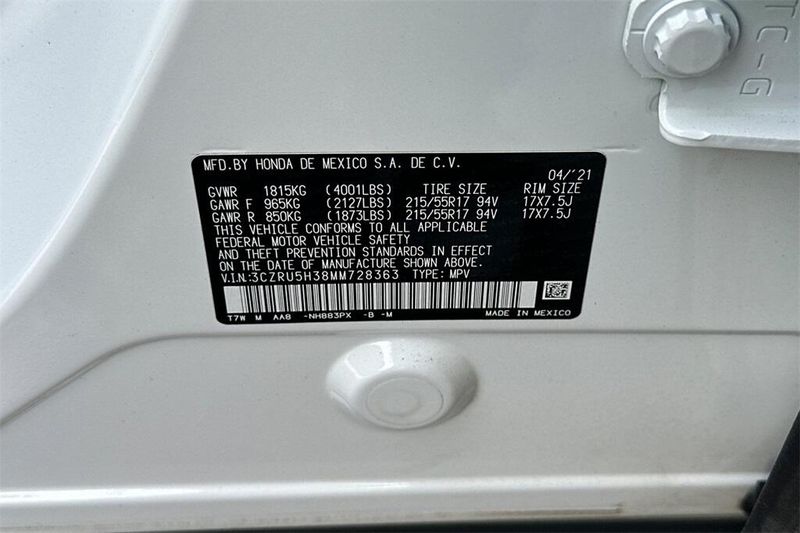 TC-G
MFD.BY HONDA DE MEXICO S.A. DE C.V.
04/'21
GVWR 1815KG (4001LBS) TIRE SIZE RIM SIZE
GAWR F 965KG (2127LBS) 215/55R17 94V 17X7.5J
GAWR R 850KG (1873LBS) 215/55R17 94V 17X7.5J
THIS VEHICLE CONFORMS TO ALL APPLICABLE
FEDERAL MOTOR VEHICLE SAFETY
AND THEFT PREVENTION STANDARDS IN EFFECT
ON THE DATE OF MANUFACTURE SHOWN ABOVE.
V.I.N:3CZRU5H38MM728363 TYPE: MPV
T7W M AA8 -NH883PX -B -M MADE IN MEXICO